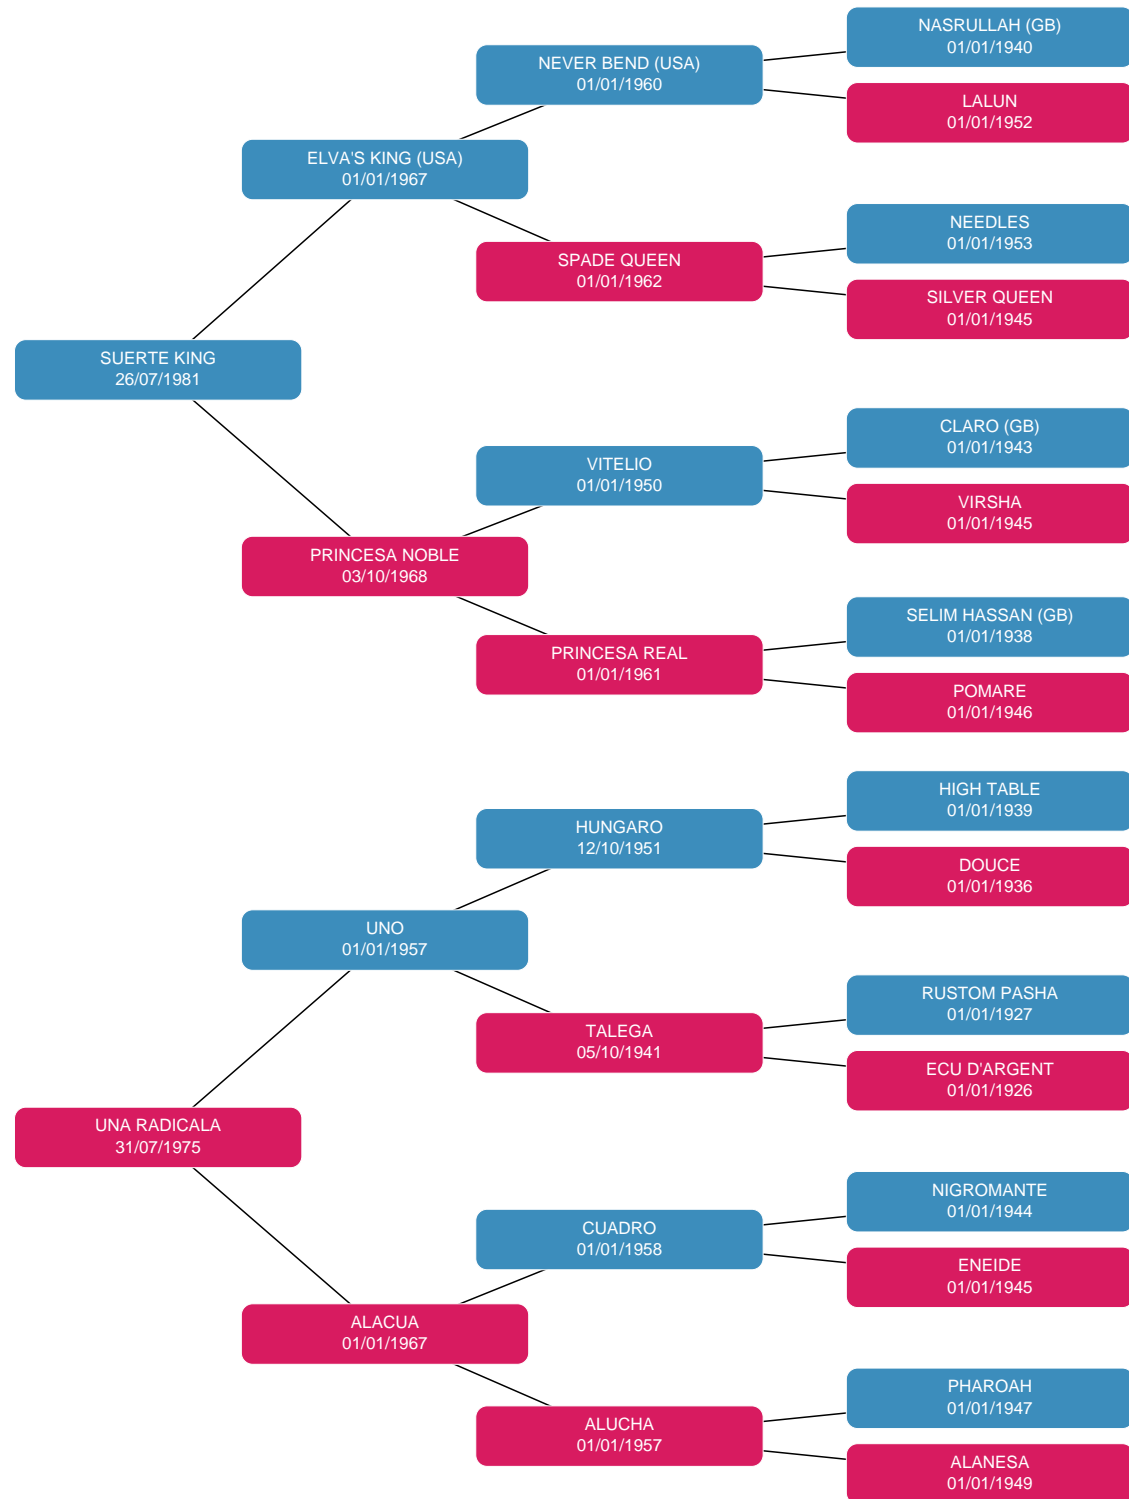 NASRULLAH (GB)
01/01/1940
NEVER BEND (USA)
01/01/1960
LALUN
01/01/1952
ELVA'S KING (USA)
01/01/1967
NEEDLES
01/01/1953
SPADE QUEEN
01/01/1962
SILVER QUEEN
01/01/1945
SUERTE KING
26/07/1981
CLARO (GB)
01/01/1943
VITELIO
01/01/1950
VIRSHA
01/01/1945
PRINCESA NOBLE
03/10/1968
SELIM HASSAN (GB)
01/01/1938
PRINCESA REAL
01/01/1961
POMARE
01/01/1946
HIGH TABLE
01/01/1939
HUNGARO
12/10/1951
DOUCE
01/01/1936
UNO
01/01/1957
RUSTOM PASHA
01/01/1927
TALEGA
05/10/1941
ECU D'ARGENT
01/01/1926
UNA RADICALA
31/07/1975
NIGROMANTE
01/01/1944
CUADRO
01/01/1958
ENEIDE
01/01/1945
ALACUA
01/01/1967
PHAROAH
01/01/1947
ALUCHA
01/01/1957
ALANESA
01/01/1949